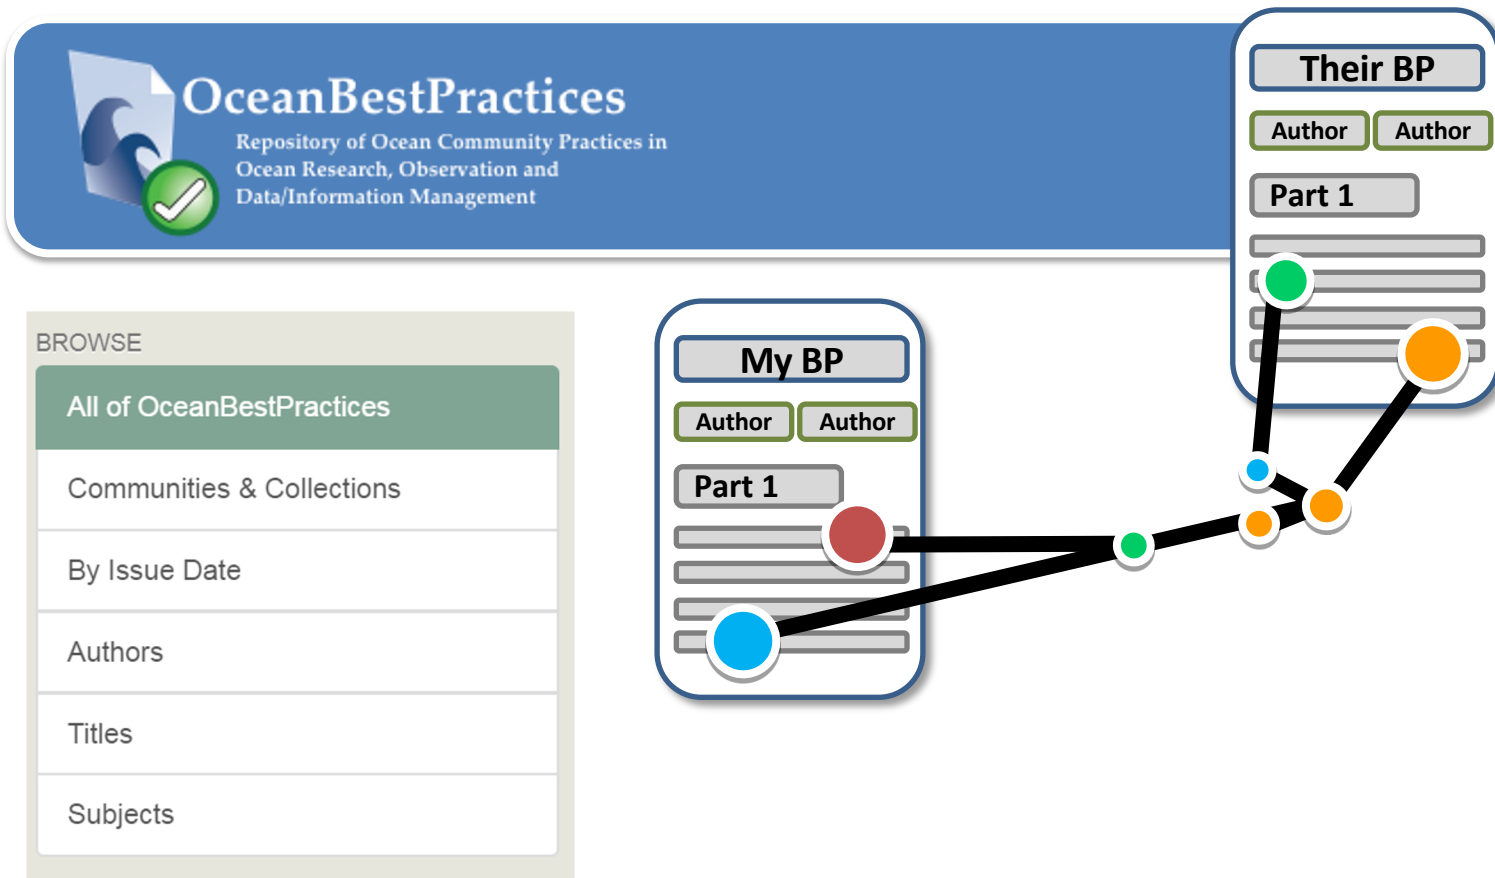 OceanBestPractices
Repository of Ocean Community Practices in
Ocean Research, Observation and
Data/Information Management
Their BP
Author Author
Part 1
BROWSE
All of OceanBestPractices
Communities & Collections
By Issue Date
Authors
Titles
Subjects
My BP
Author Author
Part 1